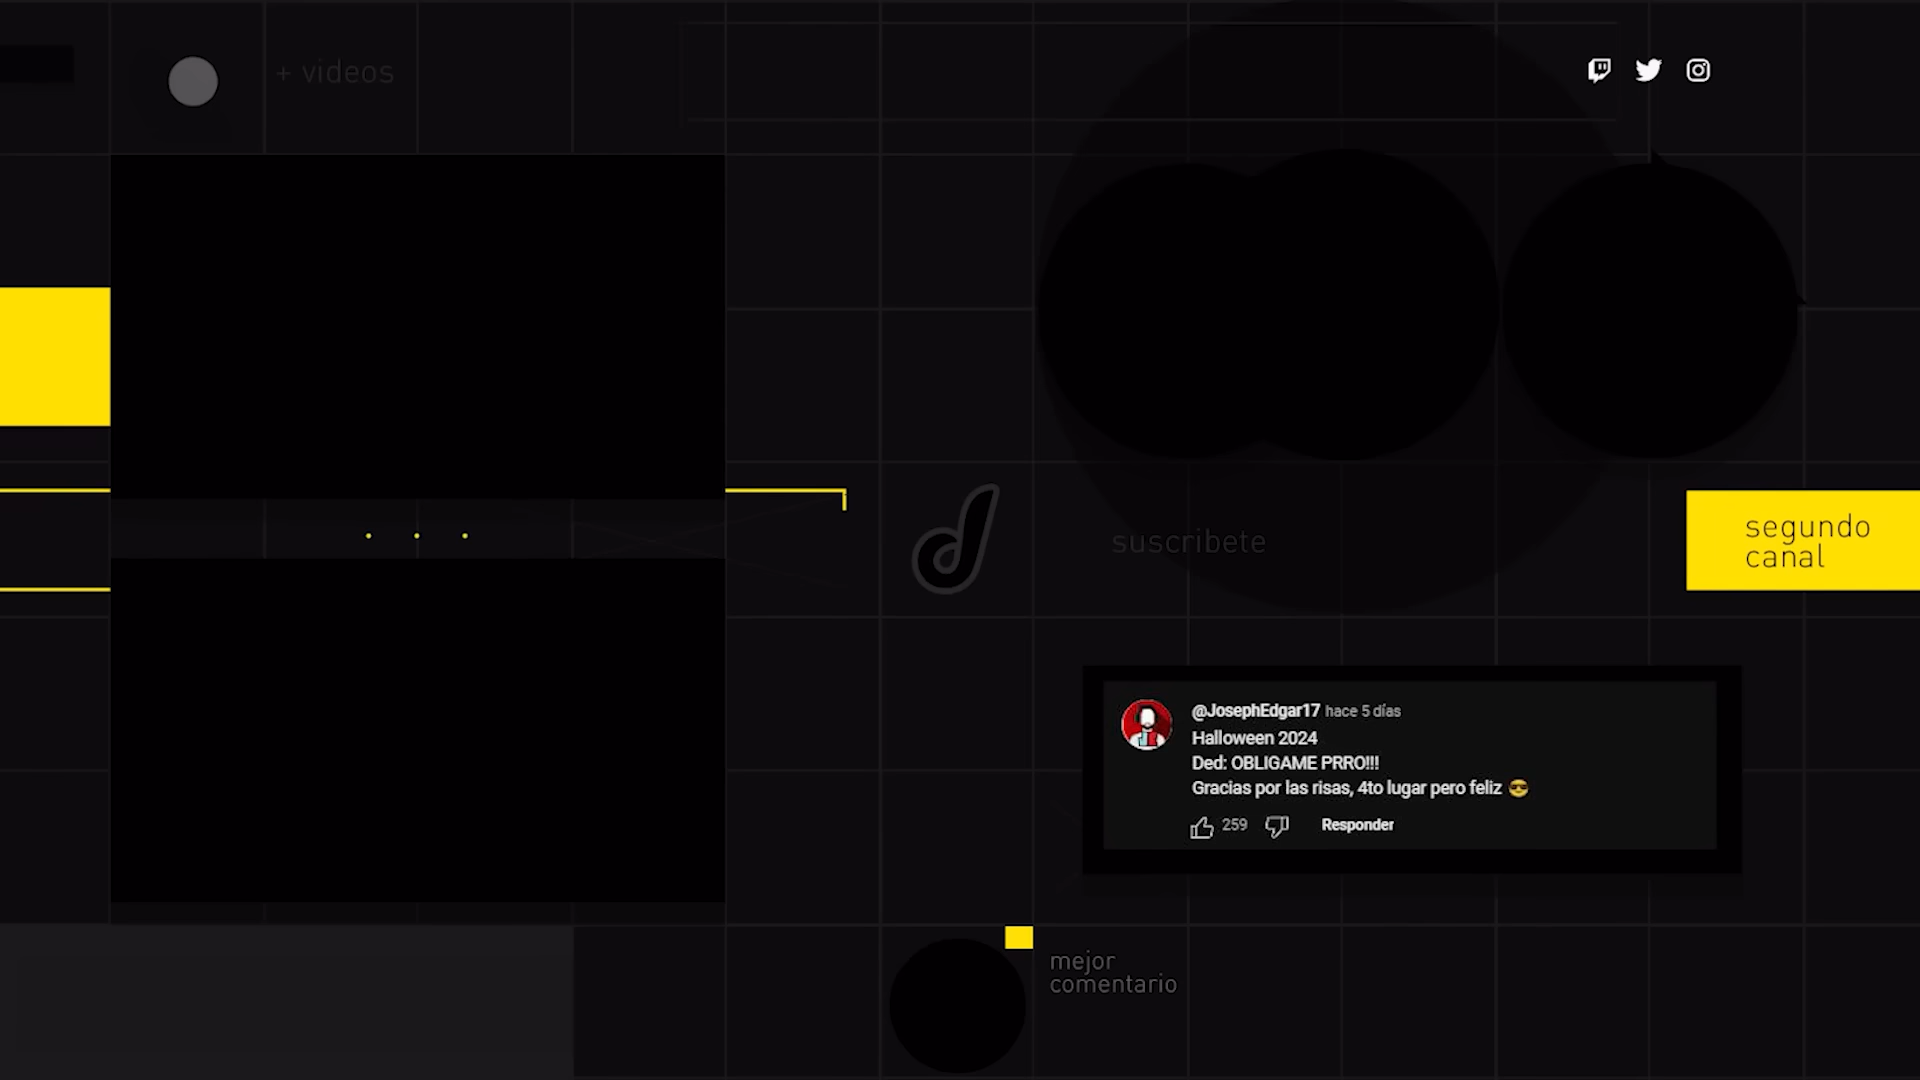 + videos
suscribete
segundo
canal
@JosephEdgar17 hace 5 días
Halloween 2024
Ded: OBLIGAME PRRO!!!
Gracias por las risas, 4to lugar pero feliz 😎
259 Responder
mejor
comentario